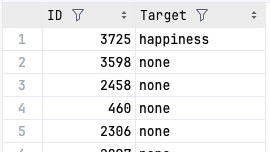 ID Target
1 3725 happiness
2 3598 none
3 2458 none
4 460 none
5 2306 none